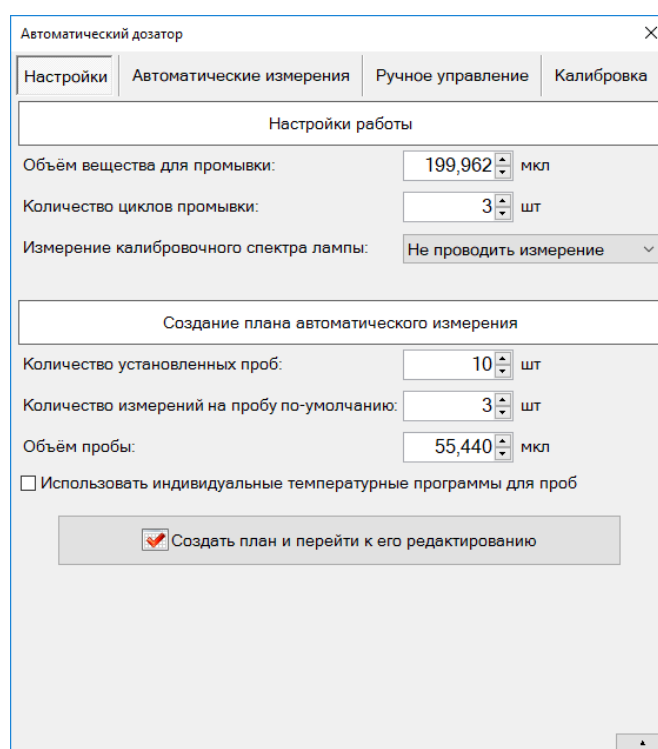 Автоматический дозатор
Настройки Автоматические измерения Ручное управление Калибровка
Настройки работы
Объём вещества для промывки: 199,962 мкл
Количество циклов промывки: 3 шт
Измерение калибровочного спектра лампы: Не проводить измерение
Создание плана автоматического измерения
Количество установленных проб: 10 шт
Количество измерений на пробу по-умолчанию: 3 шт
Объём пробы: 55,440 мкл
Использовать индивидуальные температурные программы для проб
Создать план и перейти к его редактированию